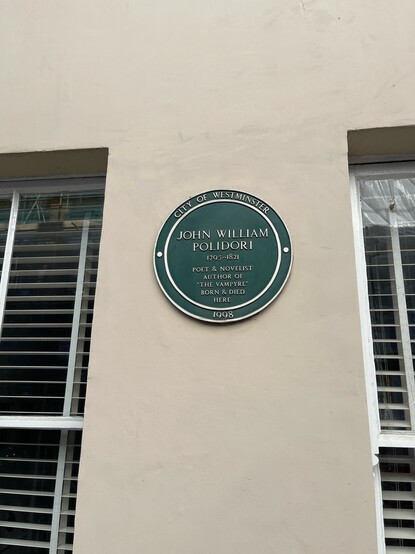 CITY OF WESTMINSTER
JOHN WILLIAM
POLIDORI
1795–1821
POET & NOVELIST
AUTHOR OF
"THE VAMPYRE"
BORN & DIED
HERE
1998